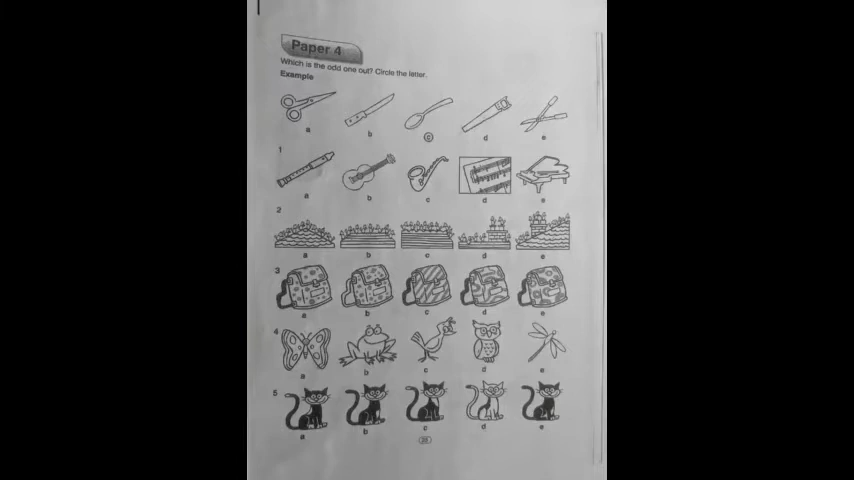 Paper 4
Which is the odd one out? Circle the letter.
Example
a b c d e
1
a b c d e
2
a b c d e
3
a b c d e
4
a b c d e
5
a b c d e